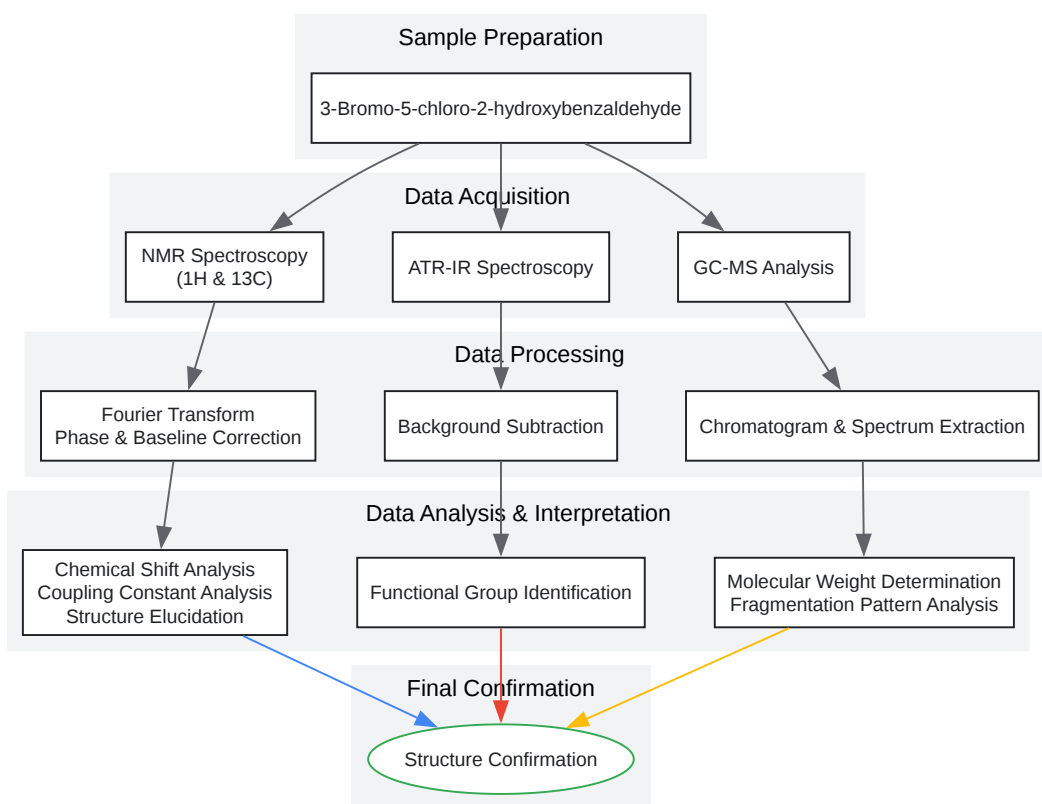 Sample Preparation
3-Bromo-5-chloro-2-hydroxybenzaldehyde
Data Acquisition
NMR Spectroscopy
(1H & 13C)
ATR-IR Spectroscopy
GC-MS Analysis
Data Processing
Fourier Transform
Phase & Baseline Correction
Background Subtraction
Chromatogram & Spectrum Extraction
Data Analysis & Interpretation
Chemical Shift Analysis
Coupling Constant Analysis
Structure Elucidation
Functional Group Identification
Molecular Weight Determination
Fragmentation Pattern Analysis
Final Confirmation
Structure Confirmation